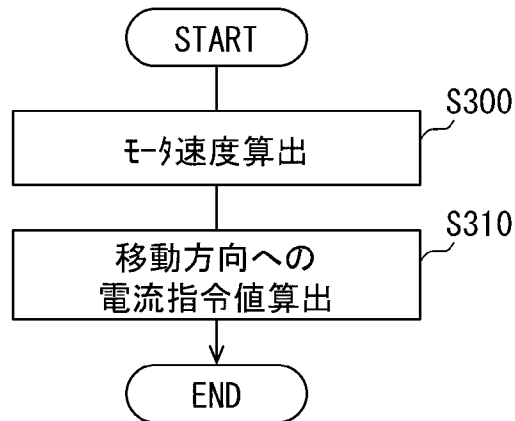 START
S300
モータ速度算出
S310
移動方向への
電流指令値算出
END